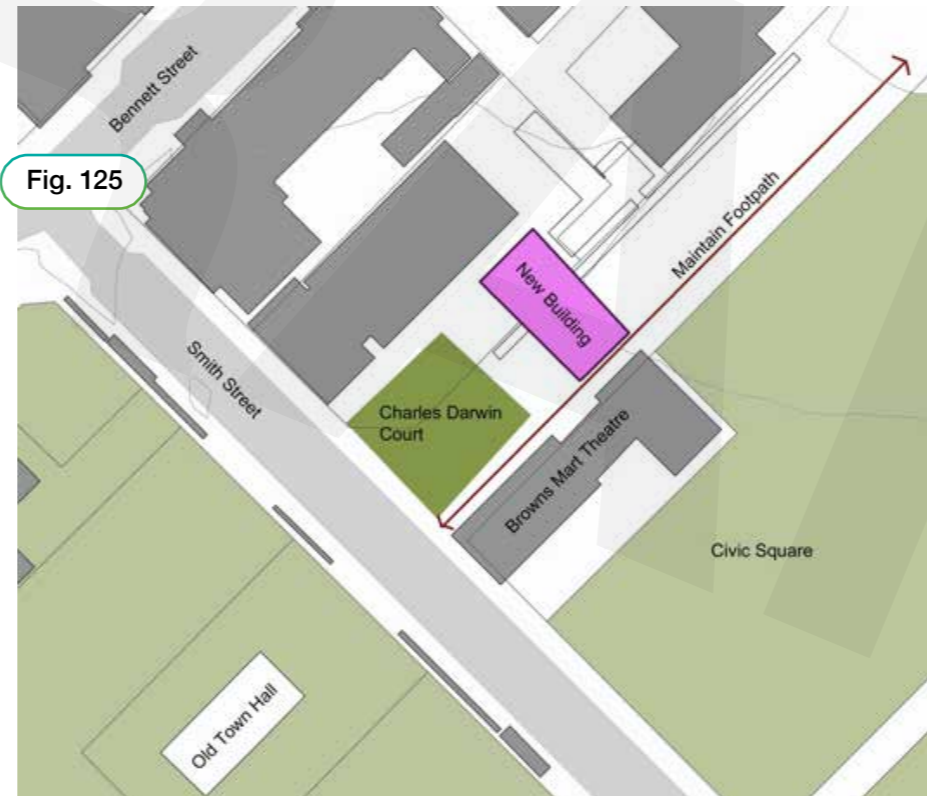 Bennett Street
Fig. 125
Maintain Footpath
New Building
Smith Street
Charles Darwin
Court
Browns Mart Theatre
Civic Square
Old Town Hall